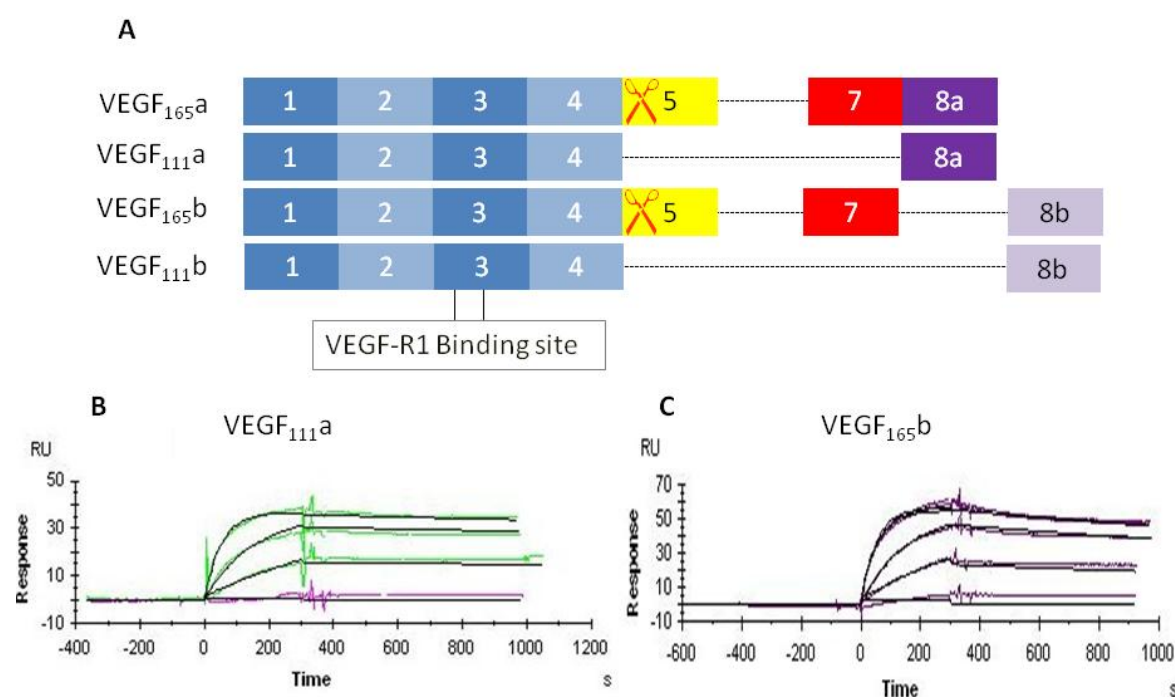 A
VEGF₁₆₅a 1 2 3 4 5 7 8a
VEGF₁₁₁a 1 2 3 4 8a
VEGF₁₆₅b 1 2 3 4 5 7 8b
VEGF₁₁₁b 1 2 3 4 8b
VEGF-R1 Binding site
B
VEGF₁₁₁a
RU
50
30
10
-10
Response
-400 -200 0 200 400 600 800 1000 1200
Time s
C
VEGF₁₆₅b
RU
70
50
30
10
-10
Response
-600 -400 -200 0 200 400 600 800 1000
Time s